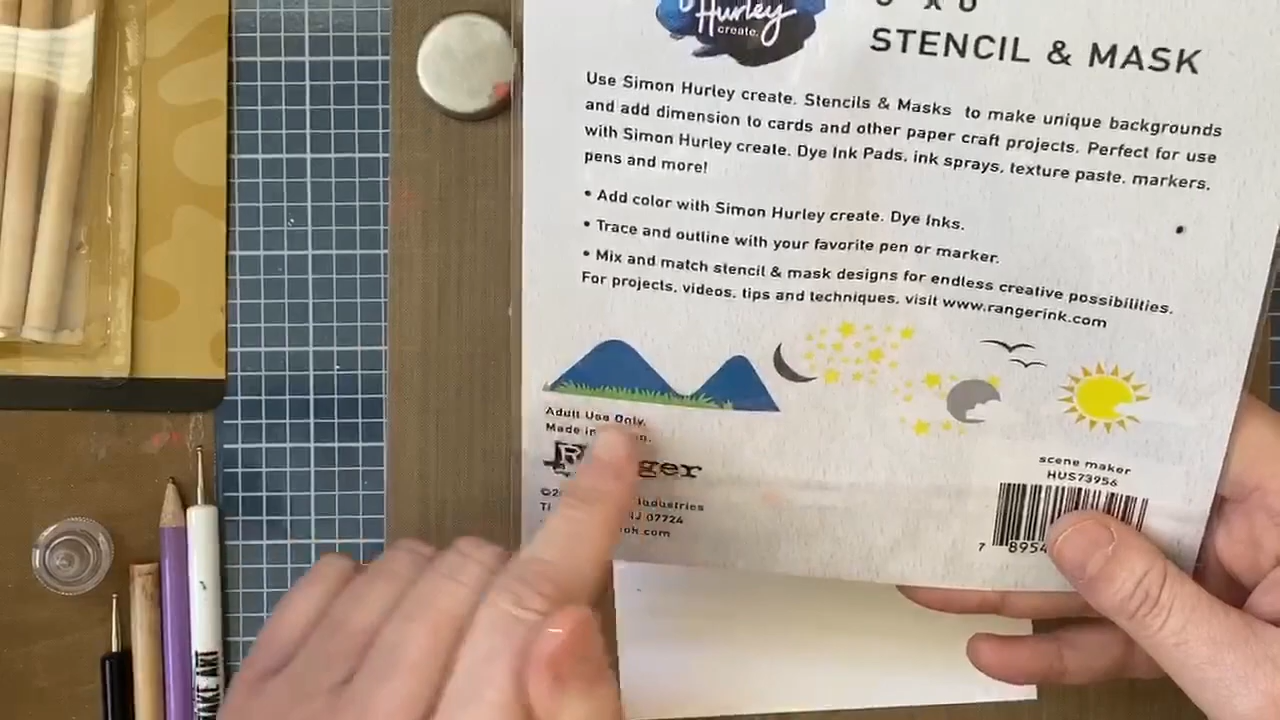 Hurley
create.
STENCIL & MASK
Use Simon Hurley create. Stencils & Masks to make unique backgrounds
and add dimension to cards and other paper craft projects. Perfect for use
with Simon Hurley create. Dye Ink Pads, ink sprays, texture paste, markers,
pens and more!
• Add color with Simon Hurley create. Dye Inks.
• Trace and outline with your favorite pen or marker.
• Mix and match stencil & mask designs for endless creative possibilities.
For projects, videos, tips and techniques, visit www.rangerink.com
Adult Use Only.
Made in
scene maker
HUS73956
Industries
NJ 07724
7 8954